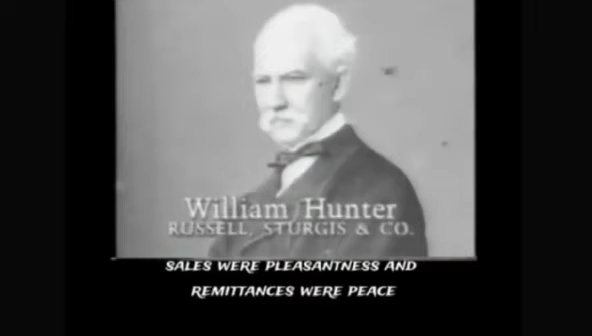 William Hunter
RUSSELL, STURGIS & CO.
SALES WERE PLEASANTNESS AND
REMITTANCES WERE PEACE